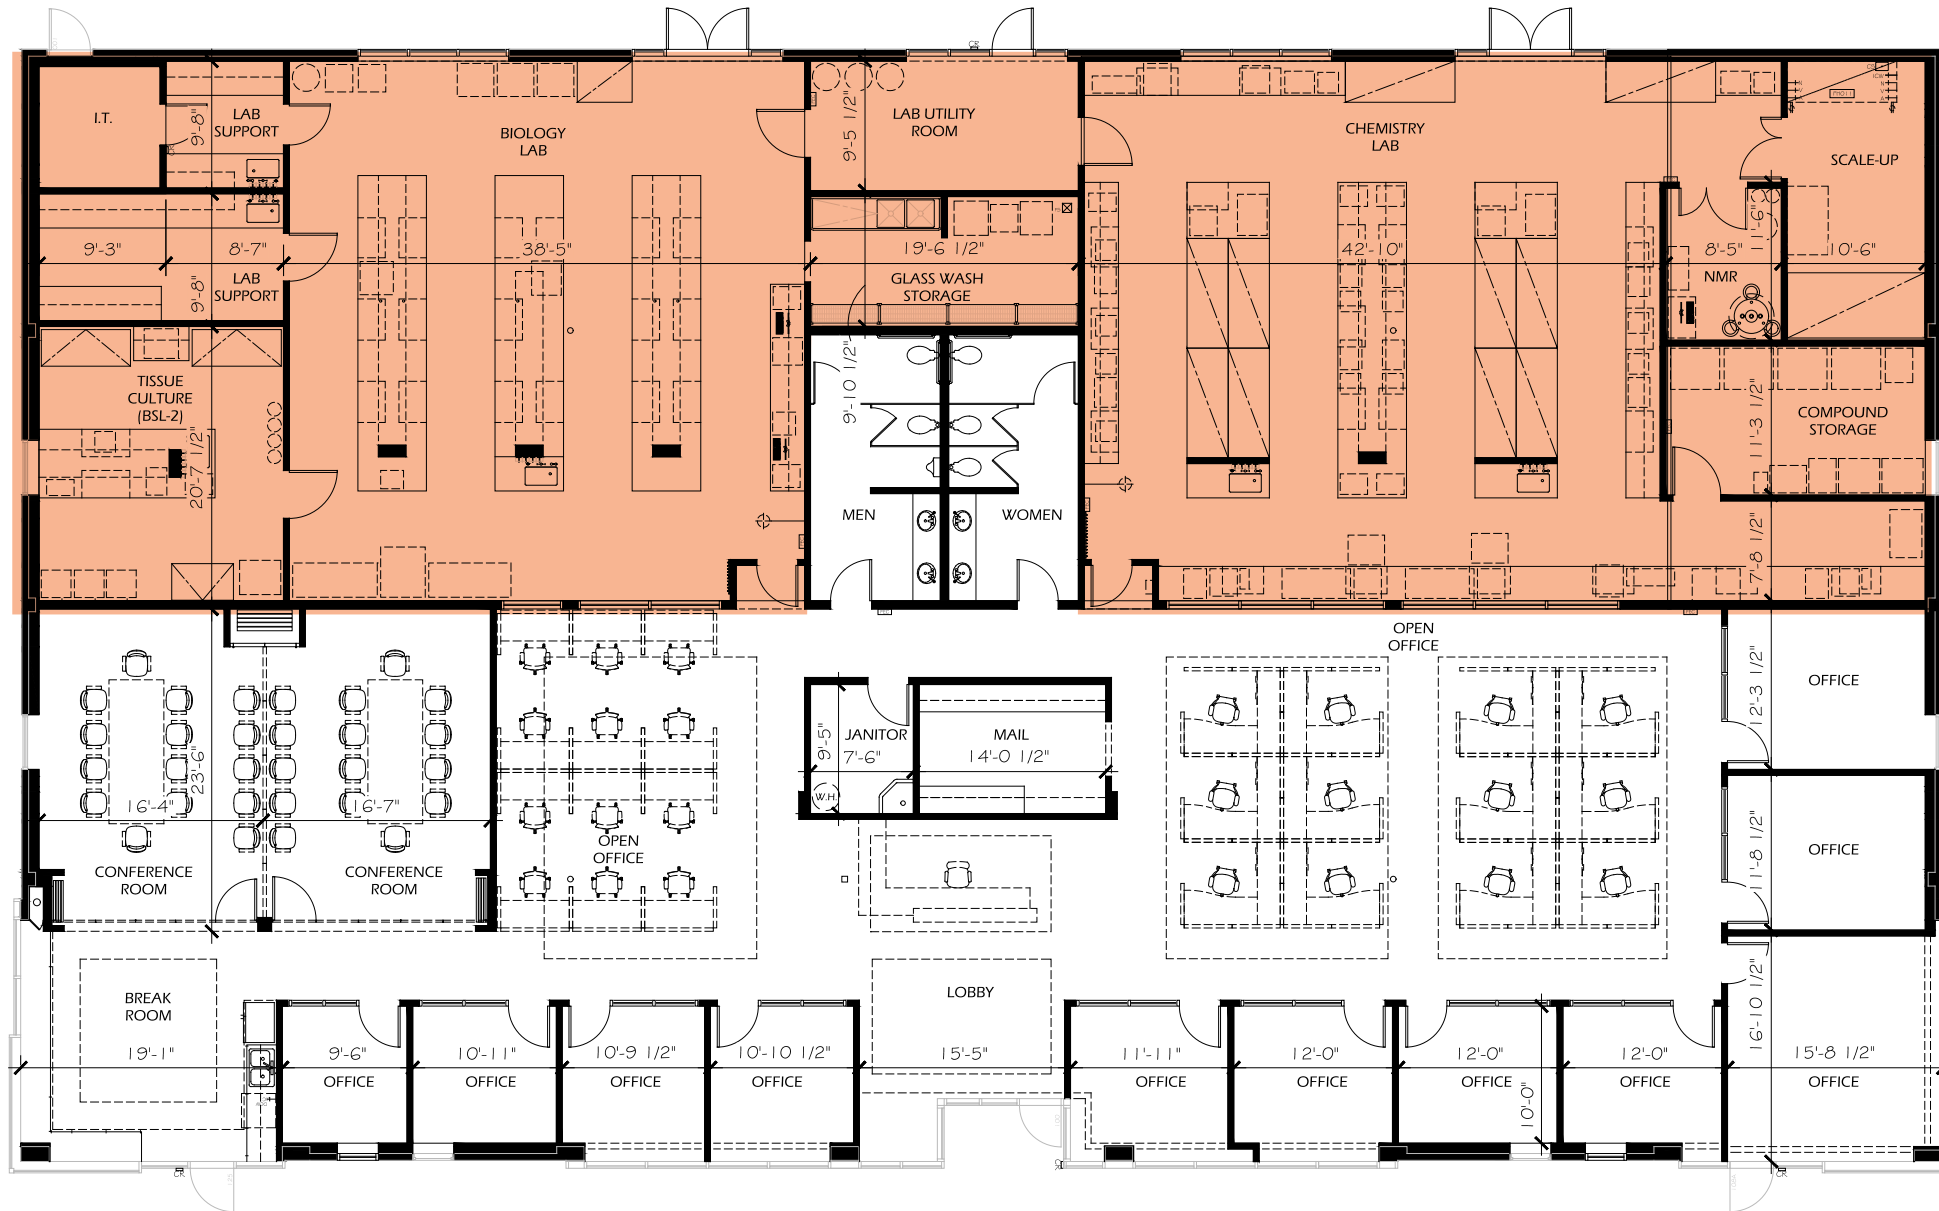 I.T.
LAB
SUPPORT
9'-8"
BIOLOGY
LAB
LAB UTILITY
ROOM
9'-5 1/2"
CHEMISTRY
LAB
SCALE-UP
9'-3"
8'-7"
LAB
SUPPORT
9'-8"
38'-5"
19'-6 1/2"
GLASS WASH
STORAGE
42'-10"
8'-5"
NMR
11'-6"
10'-6"
TISSUE
CULTURE
(BSL-2)
20'-7 1/2"
9'-10 1/2"
MEN
WOMEN
COMPOUND
STORAGE
11'-3 1/2"
7'-8 1/2"
OPEN
OFFICE
12'-3 1/2"
OFFICE
23'-6"
16'-4"
16'-7"
CONFERENCE
ROOM
CONFERENCE
ROOM
OPEN
OFFICE
9'-5"
JANITOR
7'-6"
W.H.
MAIL
14'-0 1/2"
11'-8 1/2"
OFFICE
BREAK
ROOM
19'-1"
LOBBY
15'-5"
16'-10 1/2"
9'-6"
OFFICE
10'-11"
OFFICE
10'-9 1/2"
OFFICE
10'-10 1/2"
OFFICE
11'-11"
OFFICE
12'-0"
OFFICE
12'-0"
OFFICE
10'-0"
12'-0"
OFFICE
15'-8 1/2"
OFFICE